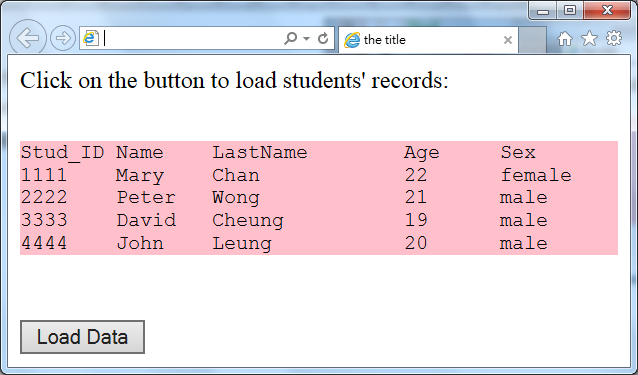 the title
Click on the button to load students' records:
Stud_ID Name LastName Age Sex
1111 Mary Chan 22 female
2222 Peter Wong 21 male
3333 David Cheung 19 male
4444 John Leung 20 male
Load Data